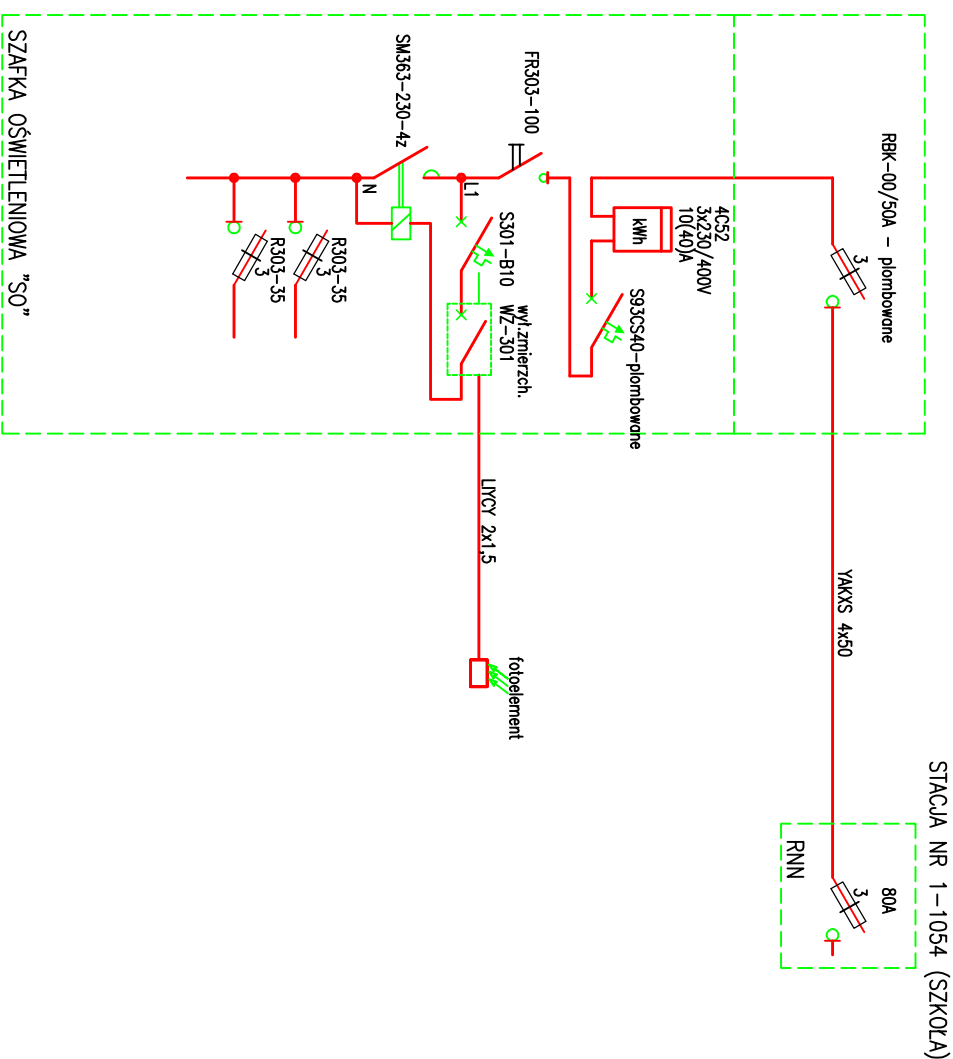 STACJA NR 1-1054 (SZKOŁA)
80A
3
RNN
YAKXS 4x50
RBK-00/50A - plombowane
3
4C52
3x230/400V
10(40)A
kWh
S93CS40-plombowane
FR303-100
L1
S301-B10
wył.zmierzch.
WZ-301
LIYCY 2x1,5
fotoelement
SM363-230-4z
N
R303-35
3
R303-35
3
SZAFKA OŚWIETLENIOWA "SO"